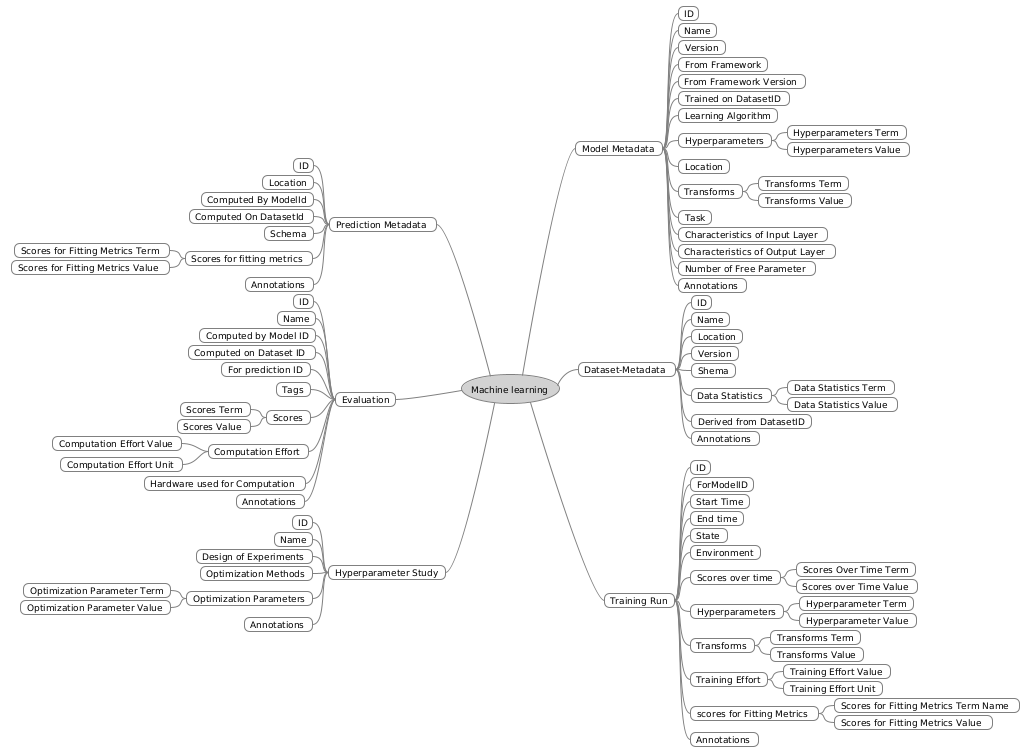 Machine learning
Model Metadata
ID
Name
Version
From Framework
From Framework Version
Trained on DatasetID
Learning Algorithm
Hyperparameters
Hyperparameters Term
Hyperparameters Value
Location
Transforms
Transforms Term
Transforms Value
Task
Characteristics of Input Layer
Characteristics of Output Layer
Number of Free Parameter
Annotations
Dataset-Metadata
ID
Name
Location
Version
Shema
Data Statistics
Data Statistics Term
Data Statistics Value
Derived from DatasetID
Annotations
Training Run
ID
ForModelID
Start Time
End time
State
Environment
Scores over time
Scores Over Time Term
Scores over Time Value
Hyperparameters
Hyperparameter Term
Hyperparameter Value
Transforms
Transforms Term
Transforms Value
Training Effort
Training Effort Value
Training Effort Unit
scores for Fitting Metrics
Scores for Fitting Metrics Term Name
Scores for Fitting Metrics Value
Annotations
Prediction Metadata
ID
Location
Computed By ModelId
Computed On DatasetId
Schema
Scores for fitting metrics
Scores for Fitting Metrics Term
Scores for Fitting Metrics Value
Annotations
Evaluation
ID
Name
Computed by Model ID
Computed on Dataset ID
For prediction ID
Tags
Scores
Scores Term
Scores Value
Computation Effort
Computation Effort Value
Computation Effort Unit
Hardware used for Computation
Annotations
Hyperparameter Study
ID
Name
Design of Experiments
Optimization Methods
Optimization Parameters
Optimization Parameter Term
Optimization Parameter Value
Annotations